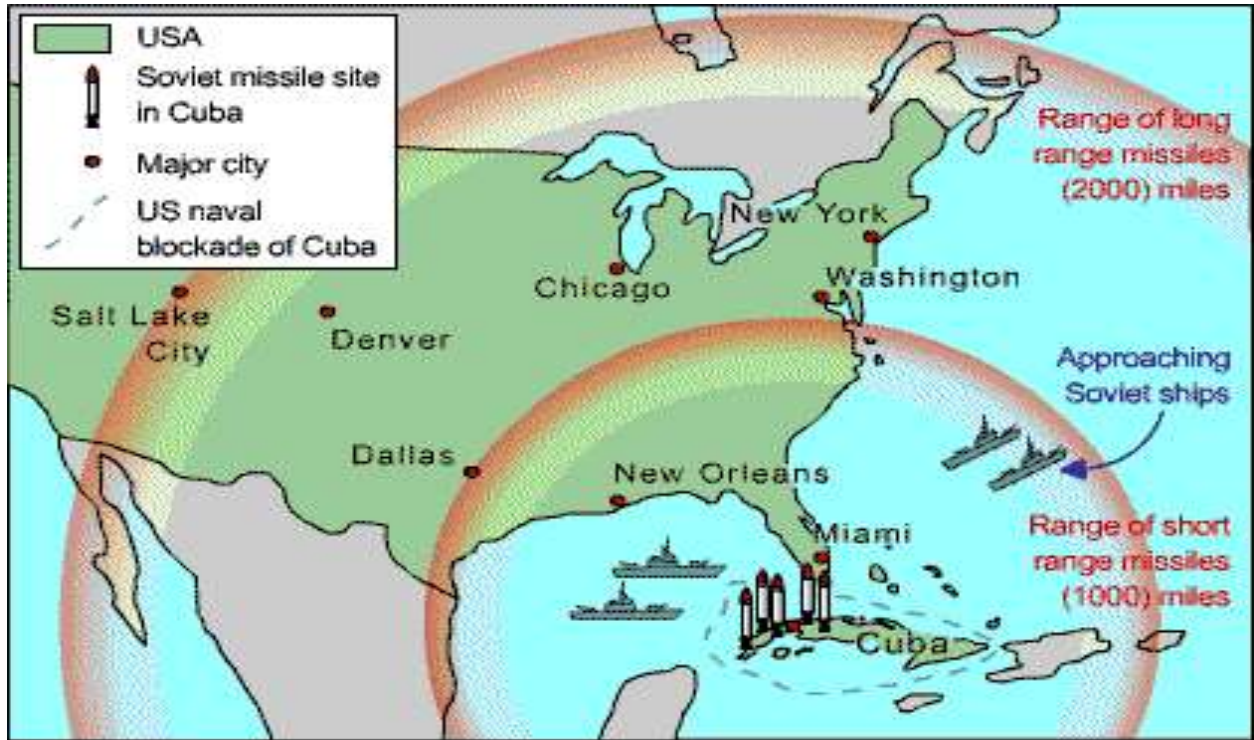 USA
Soviet missile site
in Cuba
Major city
US naval
blockade of Cuba
Range of long
range missiles
(2000) miles
New York
Chicago
Washington
Salt Lake
City
Denver
Approaching
Soviet ships
Dallas
New Orleans
Miami
Range of short
range missiles
(1000) miles
Cuba